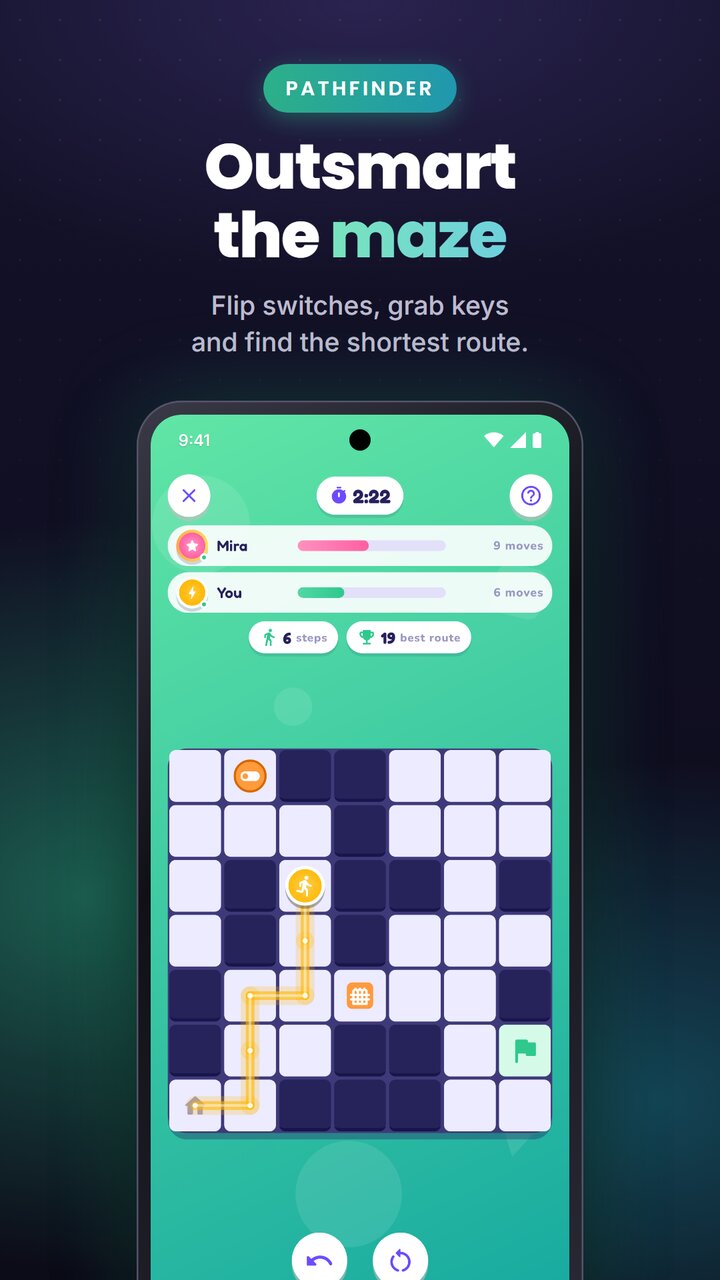 PATHFINDER
Outsmart
the maze
Flip switches, grab keys
and find the shortest route.
9:41
2:22
Mira
9 moves
You
6 moves
6 steps
19 best route